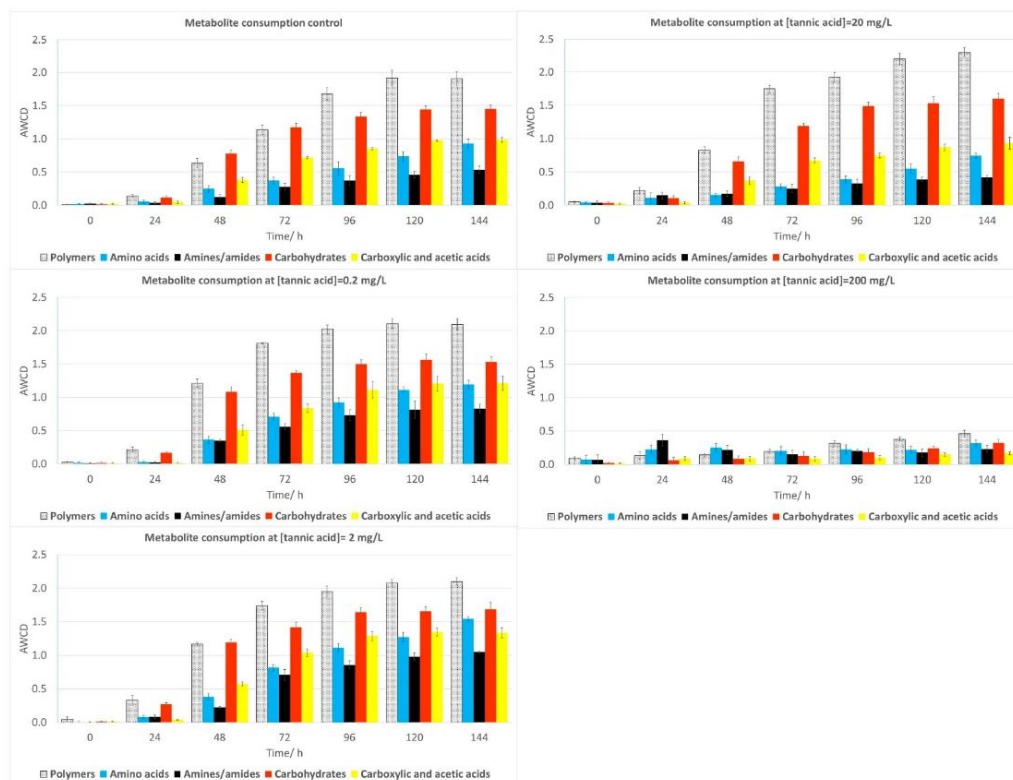 Metabolite consumption control
2.5
2.0
1.5
1.0
0.5
0.0
AWCD
0 24 48 72 96 120 144
Time/ h
Polymers Amino acids Amines/amides Carbohydrates Carboxylic and acetic acids
Metabolite consumption at [tannic acid]=20 mg/L
2.5
2.0
1.5
1.0
0.5
0.0
AWCD
0 24 48 72 96 120 144
Time/ h
Polymers Amino acids Amines/amides Carbohydrates Carboxylic and acetic acids
Metabolite consumption at [tannic acid]=0.2 mg/L
2.5
2.0
1.5
1.0
0.5
0.0
AWCD
0 24 48 72 96 120 144
Time/ h
Polymers Amino acids Amines/amides Carbohydrates Carboxylic and acetic acids
Metabolite consumption at [tannic acid]=200 mg/L
2.5
2.0
1.5
1.0
0.5
0.0
AWCD
0 24 48 72 96 120 144
Time/ h
Polymers Amino acids Amines/amides Carbohydrates Carboxylic and acetic acids
Metabolite consumption at [tannic acid]= 2 mg/L
2.5
2.0
1.5
1.0
0.5
0.0
AWCD
0 24 48 72 96 120 144
Time/ h
Polymers Amino acids Amines/amides Carbohydrates Carboxylic and acetic acids